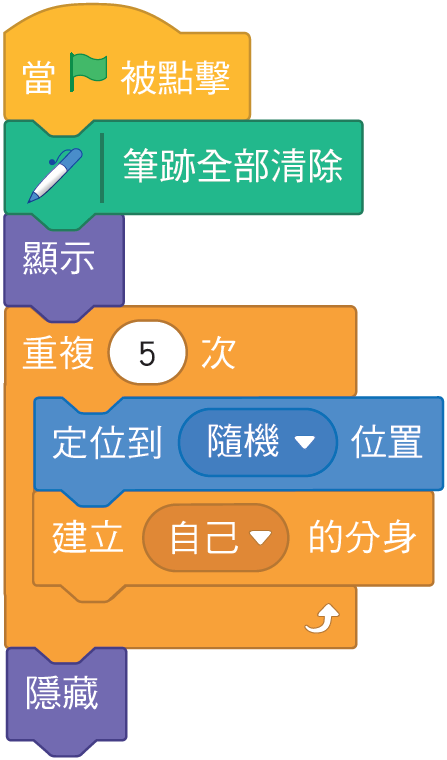 當 被點擊
筆跡全部清除
顯示
重複 5 次
定位到 隨機 位置
建立 自己 的分身
隱藏